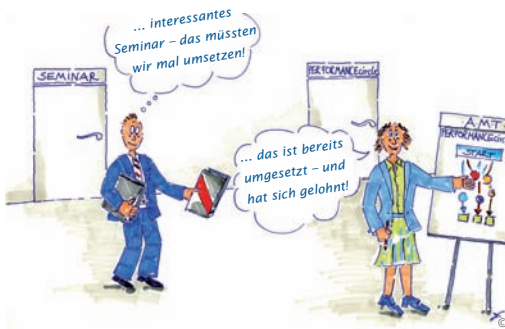 ... interessantes
Seminar – das müssten
wir mal umsetzen!
SEMINAR
PERFORMANCEcircle
... das ist bereits
umgesetzt – und
hat sich gelohnt!
A.M.T.
PERFORMANCEcircle
START
©